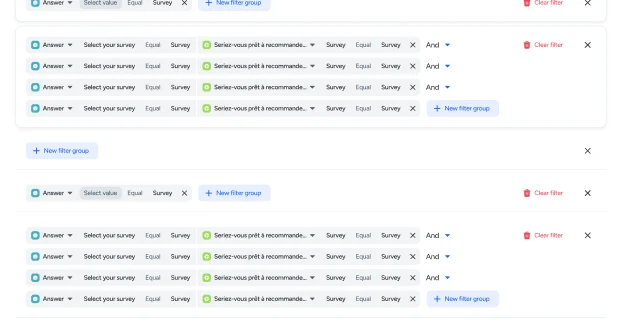 Answer Select value Equal Survey New filter group Clear filter
Answer Select your survey Equal Survey Seriez-vous prêt à recommande... Survey Equal Survey And Clear filter
Answer Select your survey Equal Survey Seriez-vous prêt à recommande... Survey Equal Survey And
Answer Select your survey Equal Survey Seriez-vous prêt à recommande... Survey Equal Survey And
Answer Select your survey Equal Survey Seriez-vous prêt à recommande... Survey Equal Survey New filter group
New filter group
Answer Select value Equal Survey New filter group Clear filter
Answer Select your survey Equal Survey Seriez-vous prêt à recommande... Survey Equal Survey And Clear filter
Answer Select your survey Equal Survey Seriez-vous prêt à recommande... Survey Equal Survey And
Answer Select your survey Equal Survey Seriez-vous prêt à recommande... Survey Equal Survey And
Answer Select your survey Equal Survey Seriez-vous prêt à recommande... Survey Equal Survey New filter group